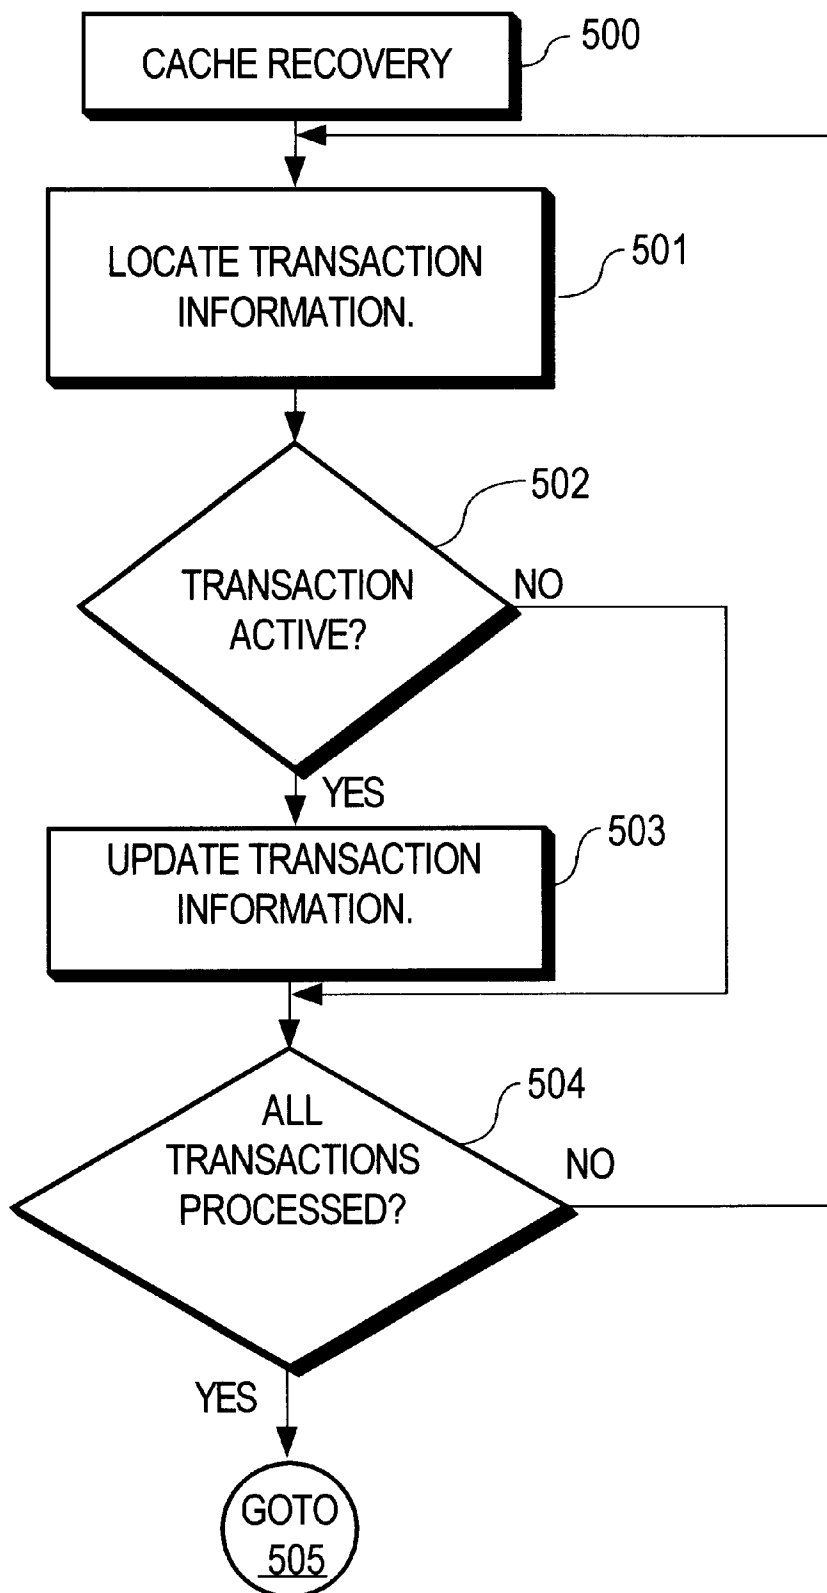 CACHE RECOVERY
500
LOCATE TRANSACTION
INFORMATION.
501
502
TRANSACTION
ACTIVE?
NO
YES
UPDATE TRANSACTION
INFORMATION.
503
504
ALL
TRANSACTIONS
PROCESSED?
NO
YES
GOTO
505